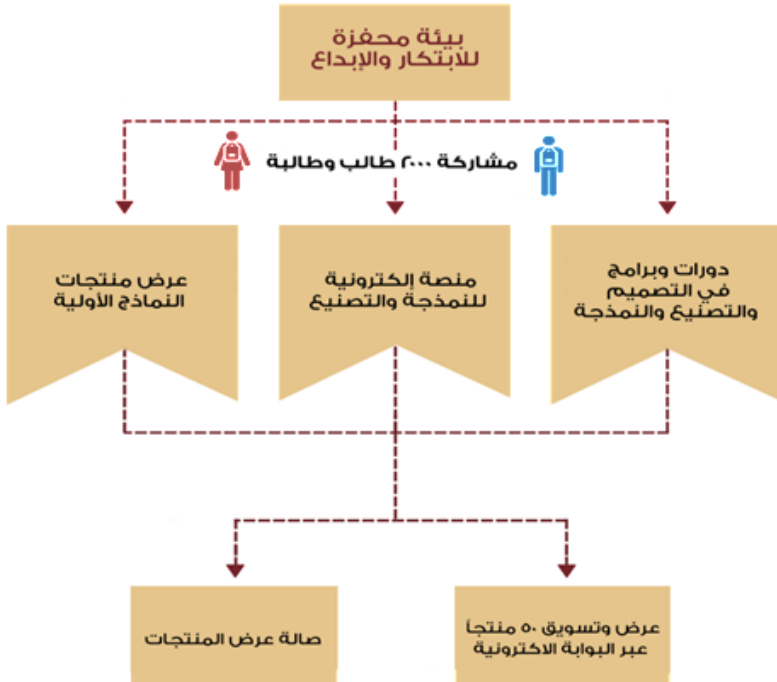 بيئة محفزة
للابتكار والإبداع
مشاركة ٢٠٠٠ طالب وطالبة
دورات وبرامج
في التصميم
والتصنيع والنمذجة
منصة إلكترونية
للنمذجة والتصنيع
عرض منتجات
النماذج الأولية
عرض وتسويق ٥٠ منتجاً
عبر البوابة الاكترونية
صالة عرض المنتجات